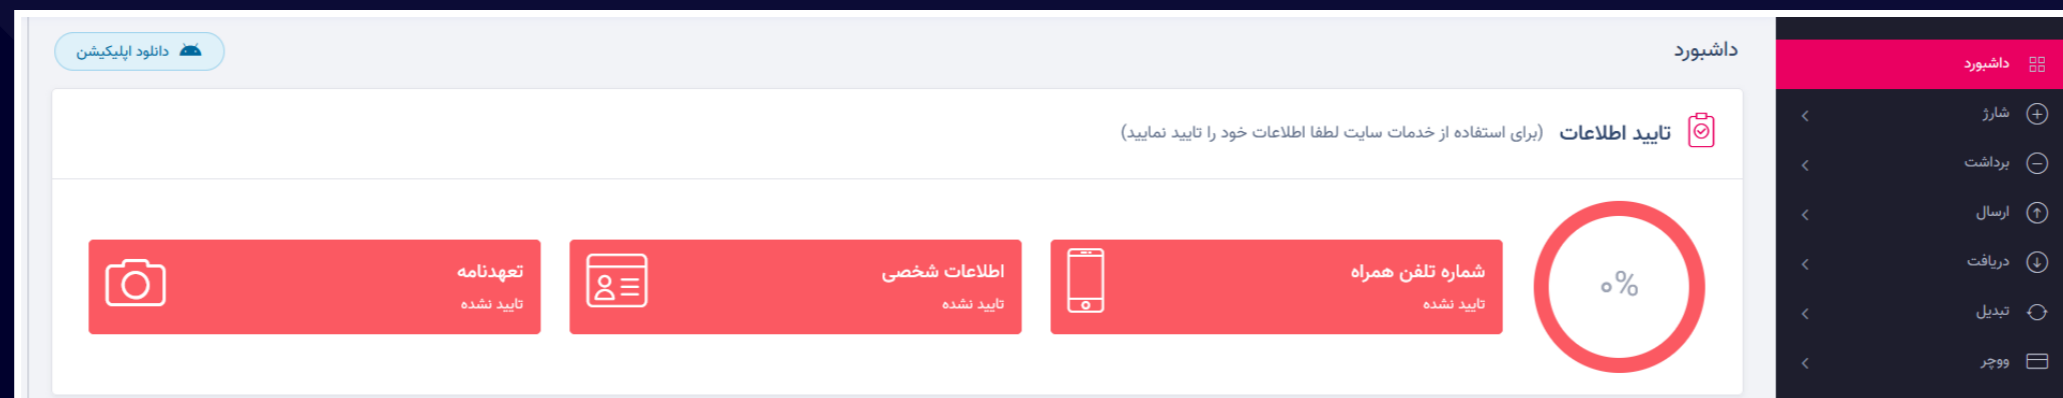 داشبورد
شارژ
برداشت
ارسال
دریافت
تبدیل
ووچر
داشبورد
دانلود اپلیکیشن
تایید اطلاعات (برای استفاده از خدمات سایت لطفا اطلاعات خود را تایید نمایید)
۰%
شماره تلفن همراه
تایید نشده
اطلاعات شخصی
تایید نشده
تعهدنامه
تایید نشده